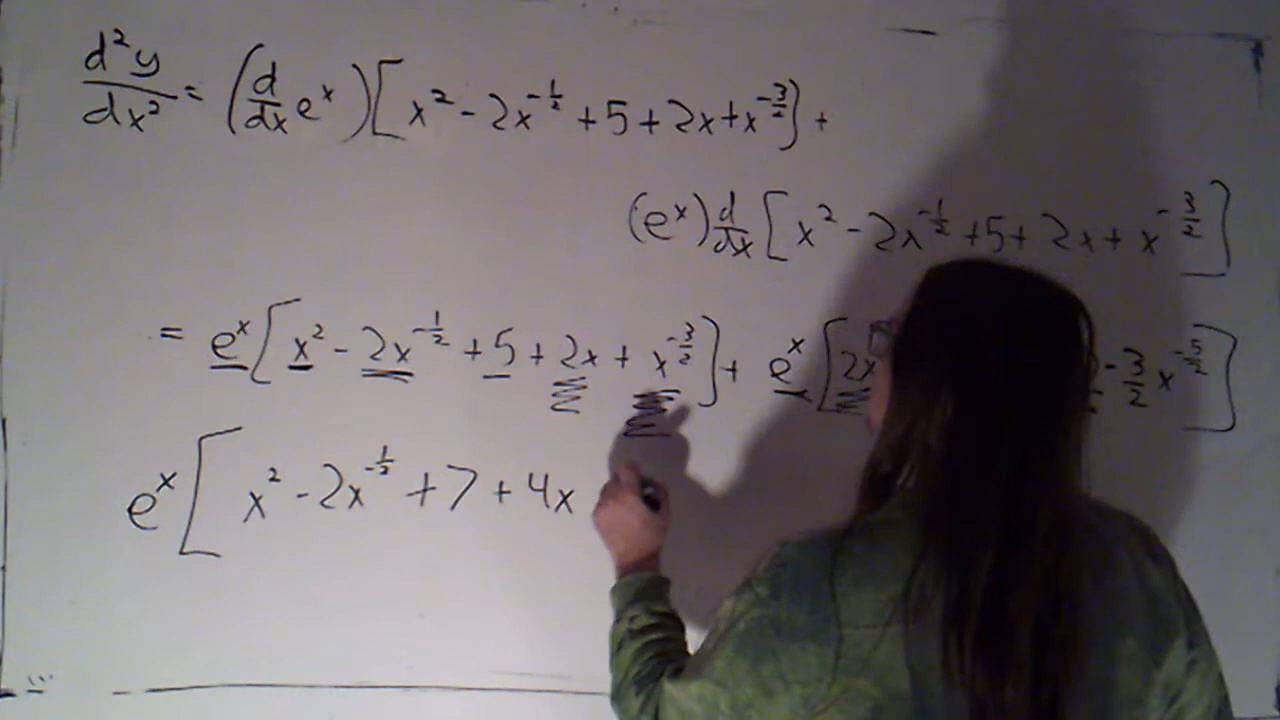 d²y/dx² = (d/dx eˣ) [x² - 2x^(-1/2) + 5 + 2x + x^(-3/2)] +
(eˣ) d/dx [x² - 2x^(-1/2) + 5 + 2x + x^(-3/2)]
= eˣ [x² - 2x^(-1/2) + 5 + 2x + x^(-3/2)] + eˣ [2x - 3/2 x^(-5/2)]
eˣ [x² - 2x^(-1/2) + 7 + 4x